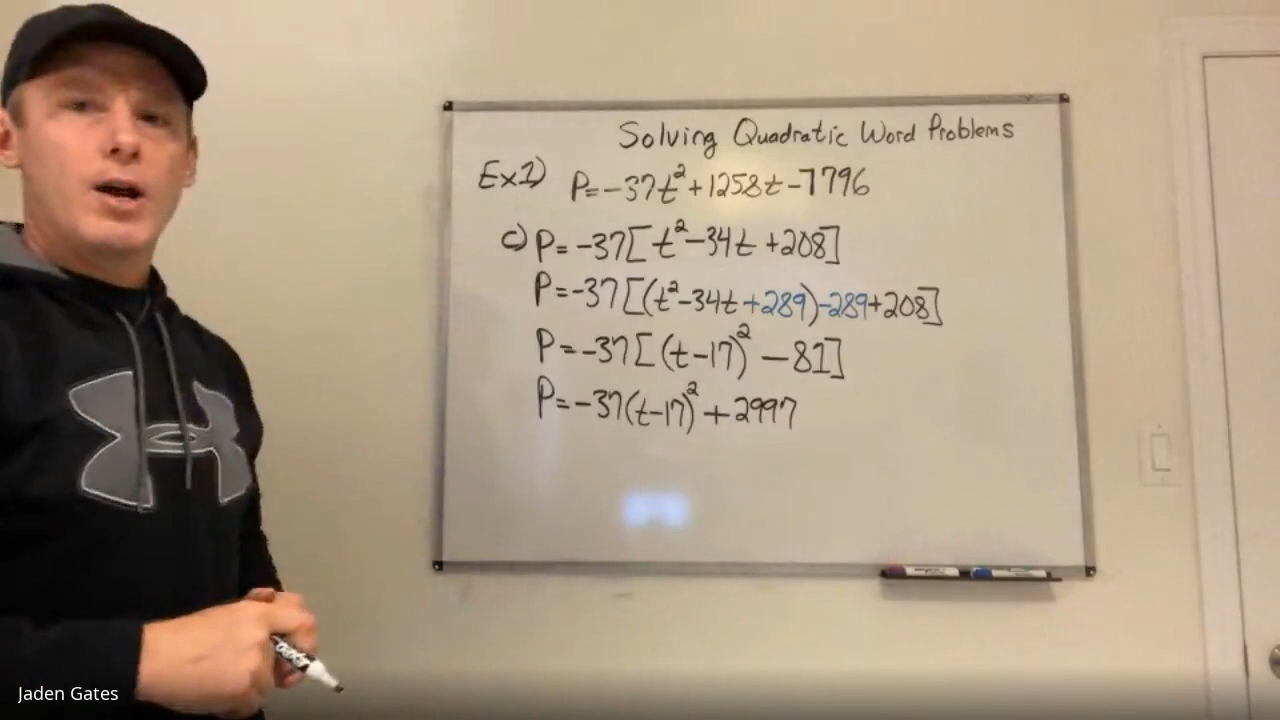 Solving Quadratic Word Problems
Ex1) P=-37t²+1258t-7796
c) P=-37[t²-34t+208]
P=-37[(t²-34t+289)-289+208]
P=-37[(t-17)²-81]
P=-37(t-17)²+2997
Jaden Gates